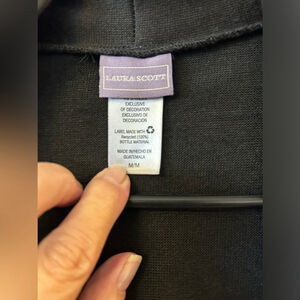 LAURA SCOTT
EXCLUSIVE
OF DECORATION
EXCLUSIVO DE
DECORACIÓN
LABEL MADE WITH
Recycled (100%)
BOTTLE MATERIAL
MADE IN/HECHO EN
GUATEMALA
M/M